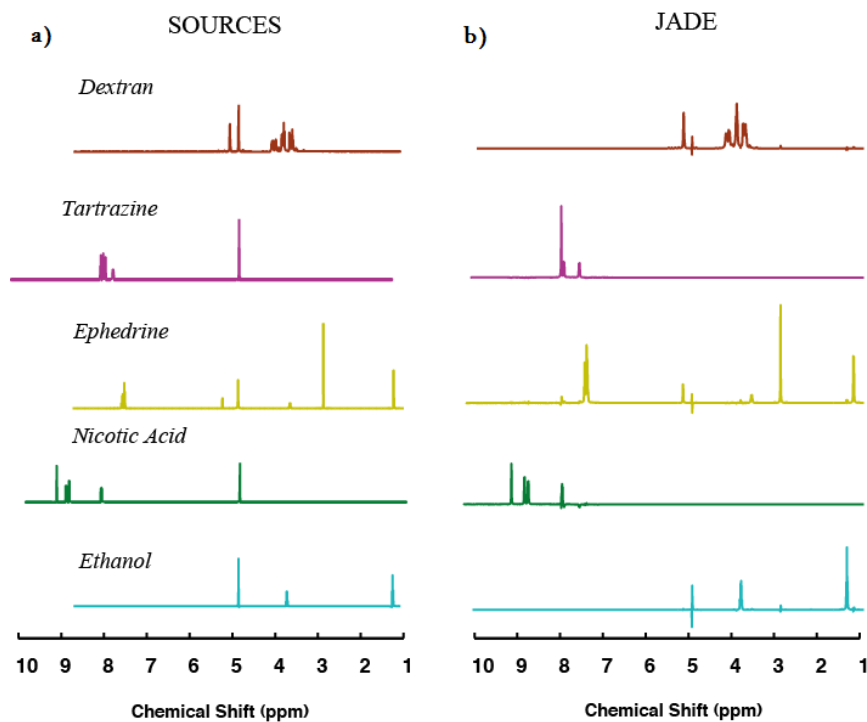 a)
SOURCES
b)
JADE
Dextran
Tartrazine
Ephedrine
Nicotic Acid
Ethanol
10 9 8 7 6 5 4 3 2 1
10 9 8 7 6 5 4 3 2 1
Chemical Shift (ppm)
Chemical Shift (ppm)